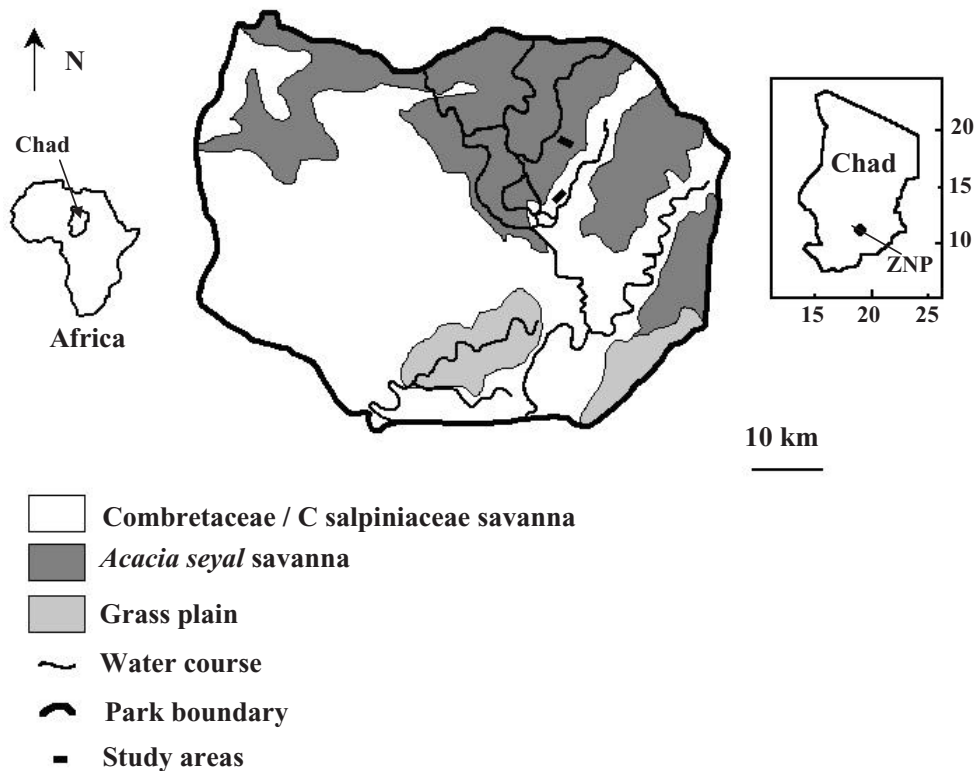 N
Chad
Africa
Chad
ZNP
20
15
10
15
19
25
10 km
Combretaceae / C salpiniaceae savanna
Acacia seyal savanna
Grass plain
Water course
Park boundary
Study areas